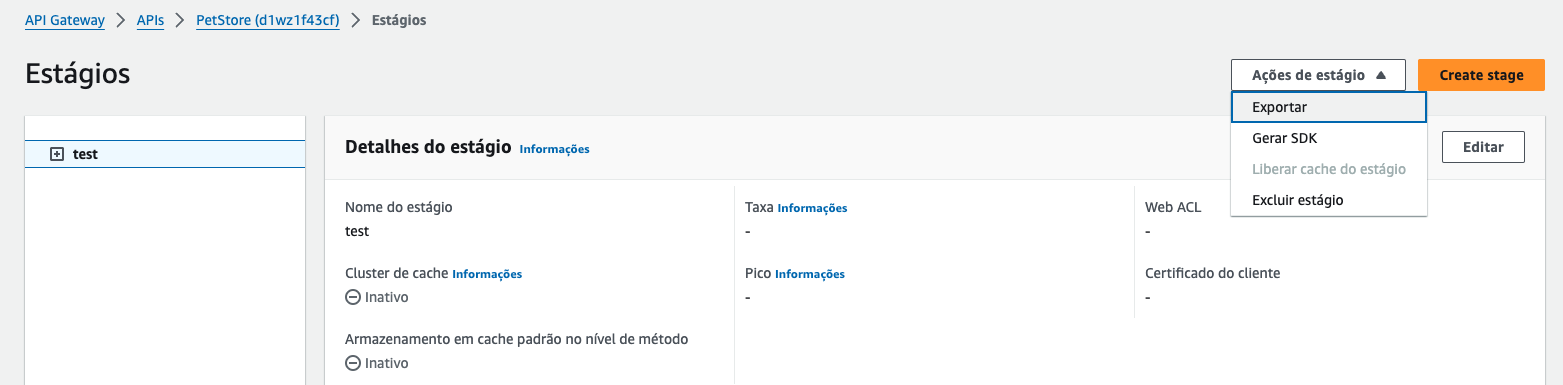 API Gateway > APIs > PetStore (d1wz1f43cf) > Estágios
Estágios
Ações de estágio
Create stage
Exportar
Gerar SDK
Liberar cache do estágio
Excluir estágio
test
Detalhes do estágio Informações
Editar
Nome do estágio
test
Cluster de cache Informações
Inativo
Armazenamento em cache padrão no nível de método
Inativo
Taxa Informações
-
Pico Informações
-
Web ACL
-
Certificado do cliente
-